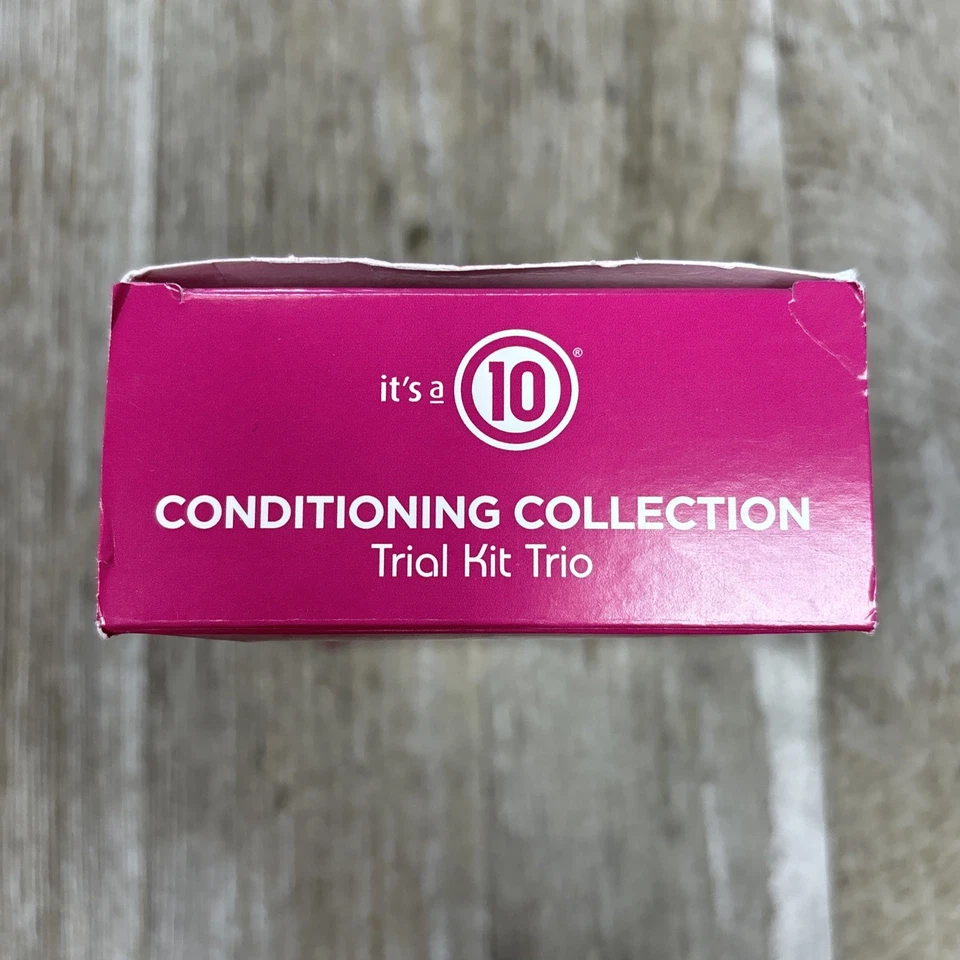 it's a 10®
CONDITIONING COLLECTION
Trial Kit Trio